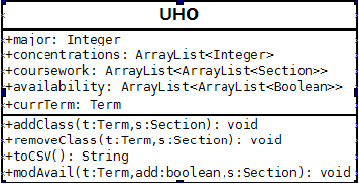 UHO
+major: Integer
+concentrations: ArrayList<Integer>
+coursework: ArrayList<ArrayList<Section>>
+availability: ArrayList<ArrayList<Boolean>>
+currTerm: Term
+addClass(t:Term,s:Section): void
+removeClass(t:Term,s:Section): void
+toCSV(): String
+modAvail(t:Term,add:boolean,s:Section): void